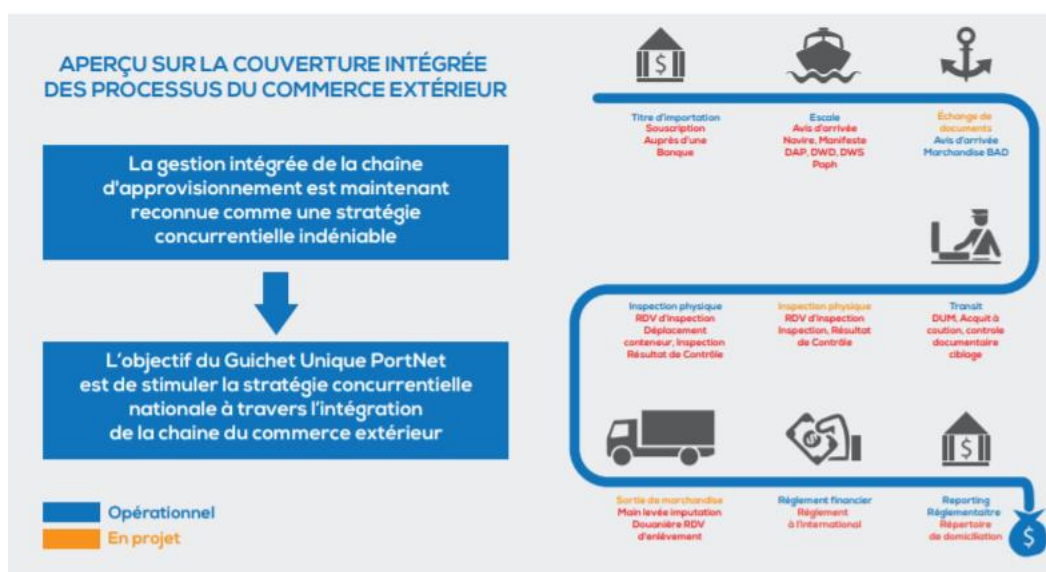 APERÇU SUR LA COUVERTURE INTÉGRÉE
DES PROCESSUS DU COMMERCE EXTÉRIEUR
La gestion intégrée de la chaîne
d'approvisionnement est maintenant
reconnue comme une stratégie
concurrentielle indéniable
L'objectif du Guichet Unique PortNet
est de stimuler la stratégie concurrentielle
nationale à travers l'intégration
de la chaine du commerce extérieur
Opérationnel
En projet
Titre d'importation
Souscription
Auprès d'une
Banque
Escale
Avis d'arrivée
Navire, Manifeste
DAP, DWD, DWS
Paph
Échange de
documents
Avis d'arrivée
Marchandise BAD
Inspection physique
RDV d'inspection
Déplacement
conteneur, Inspection
Résultat de Contrôle
Inspection physique
RDV d'inspection
Inspection, Résultat
de Contrôle
Transit
DUM, Acquit à
caution, controle
documentaire
ciblage
Sortie de marchandise
Main levée imputation
Douanière RDV
d'enlèvement
Règlement financier
Règlement
à l'international
Reporting
Réglementaitre
Répertoire
de domiciliation